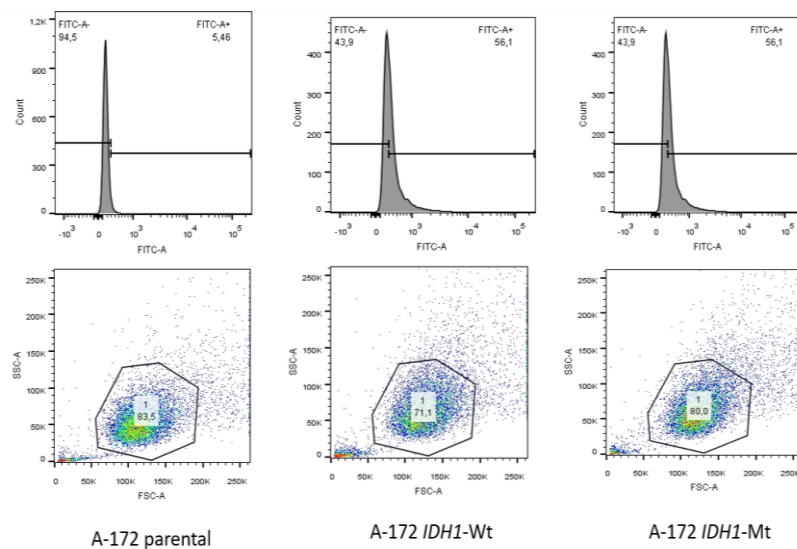 FITC-A- FITC-A+
94,5 5,46
1,2K
900
600
300
0
Count
-10³ 0 10³ 10⁴ 10⁵
FITC-A
FITC-A- FITC-A+
43,9 56,1
400
300
200
100
0
Count
-10³ 0 10³ 10⁴ 10⁵
FITC-A
FITC-A- FITC-A+
43,9 56,1
400
300
200
100
0
Count
-10³ 0 10³ 10⁴ 10⁵
FITC-A
250K
200K
150K
100K
50K
0
SSC-A
1
83,5
0 50K 100K 150K 200K 250K
FSC-A
250K
200K
150K
100K
50K
0
SSC-A
1
71,1
0 50K 100K 150K 200K 250K
FSC-A
250K
200K
150K
100K
50K
0
SSC-A
1
80,0
0 50K 100K 150K 200K 250K
FSC-A
A-172 parental
A-172 IDH1-Wt
A-172 IDH1-Mt